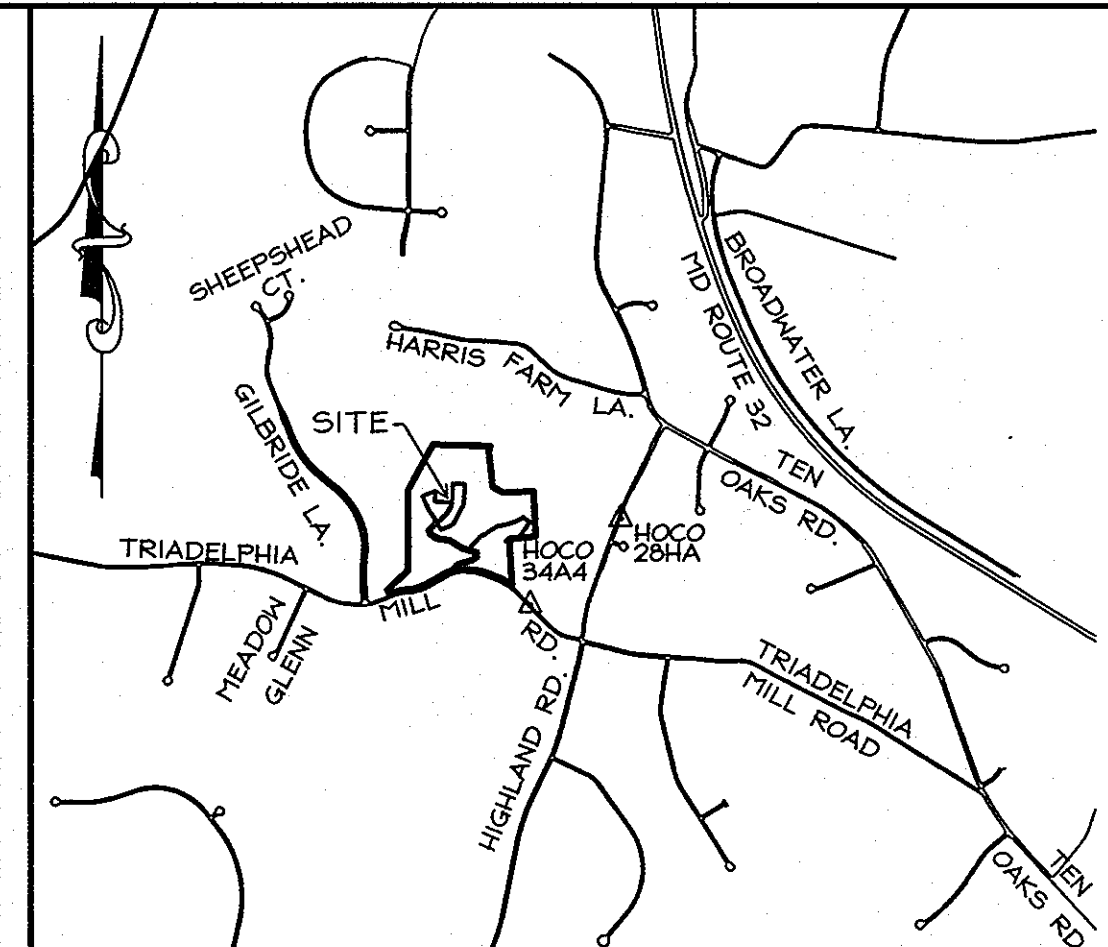 SHEEPSHEAD
CT.
BROADWATER LA.
MD ROUTE 32
HARRIS FARM LA.
GILBRIDE LA.
SITE
TEN
OAKS RD.
HOCO
28HA
HOCO
34A4
TRIADELPHIA
MILL
RD.
MEADOW
GLENN
TRIADELPHIA
MILL ROAD
HIGHLAND RD.
TEN
OAKS RD